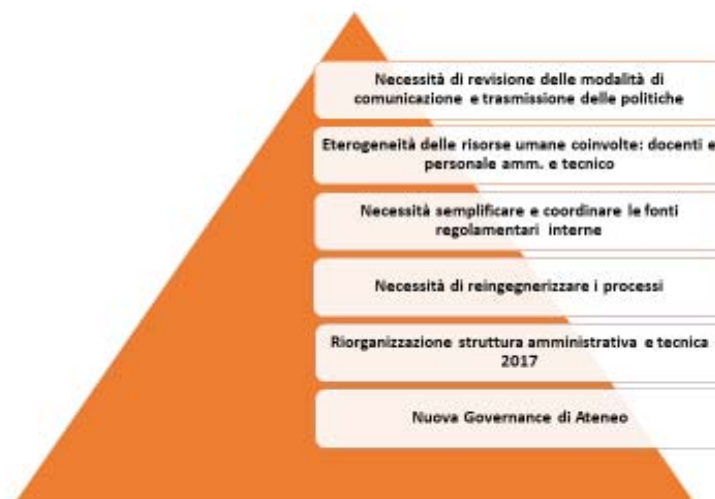 Necessità di revisione delle modalità di
comunicazione e trasmissione delle politiche
Eterogeneità delle risorse umane coinvolte: docenti e
personale amm. e tecnico
Necessità semplificare e coordinare le fonti
regolamentari interne
Necessità di reingegnerizzare i processi
Riorganizzazione struttura amministrativa e tecnica
2017
Nuova Governance di Ateneo